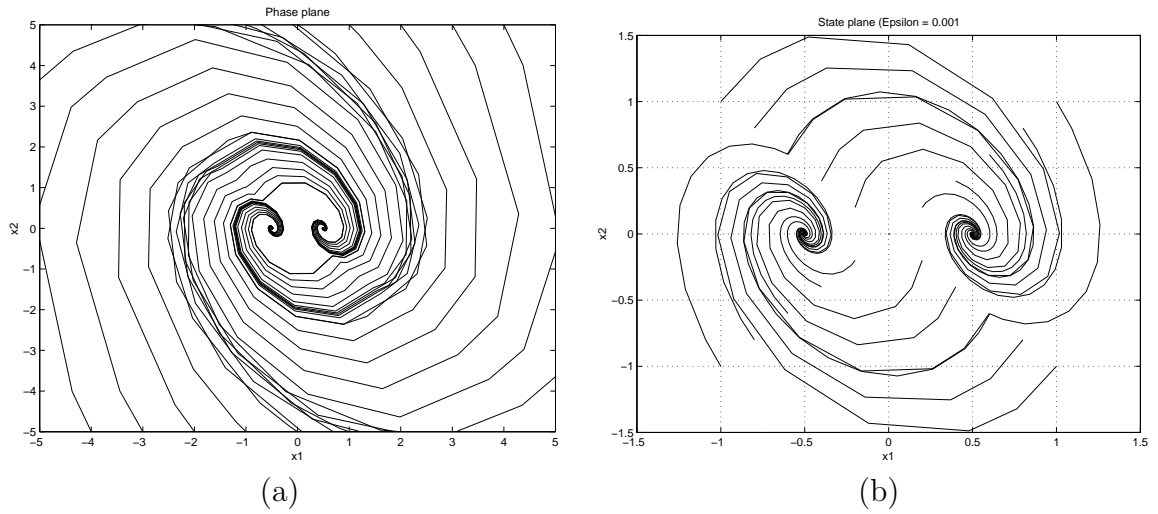 Phase plane
5
4
3
2
1
0
−1
−2
−3
−4
−5
x2
−5 −4 −3 −2 −1 0 1 2 3 4 5
x1
(a)
State plane (Epsilon = 0.001
1.5
1
0.5
0
−0.5
−1
−1.5
x2
−1.5 −1 −0.5 0 0.5 1 1.5
x1
(b)